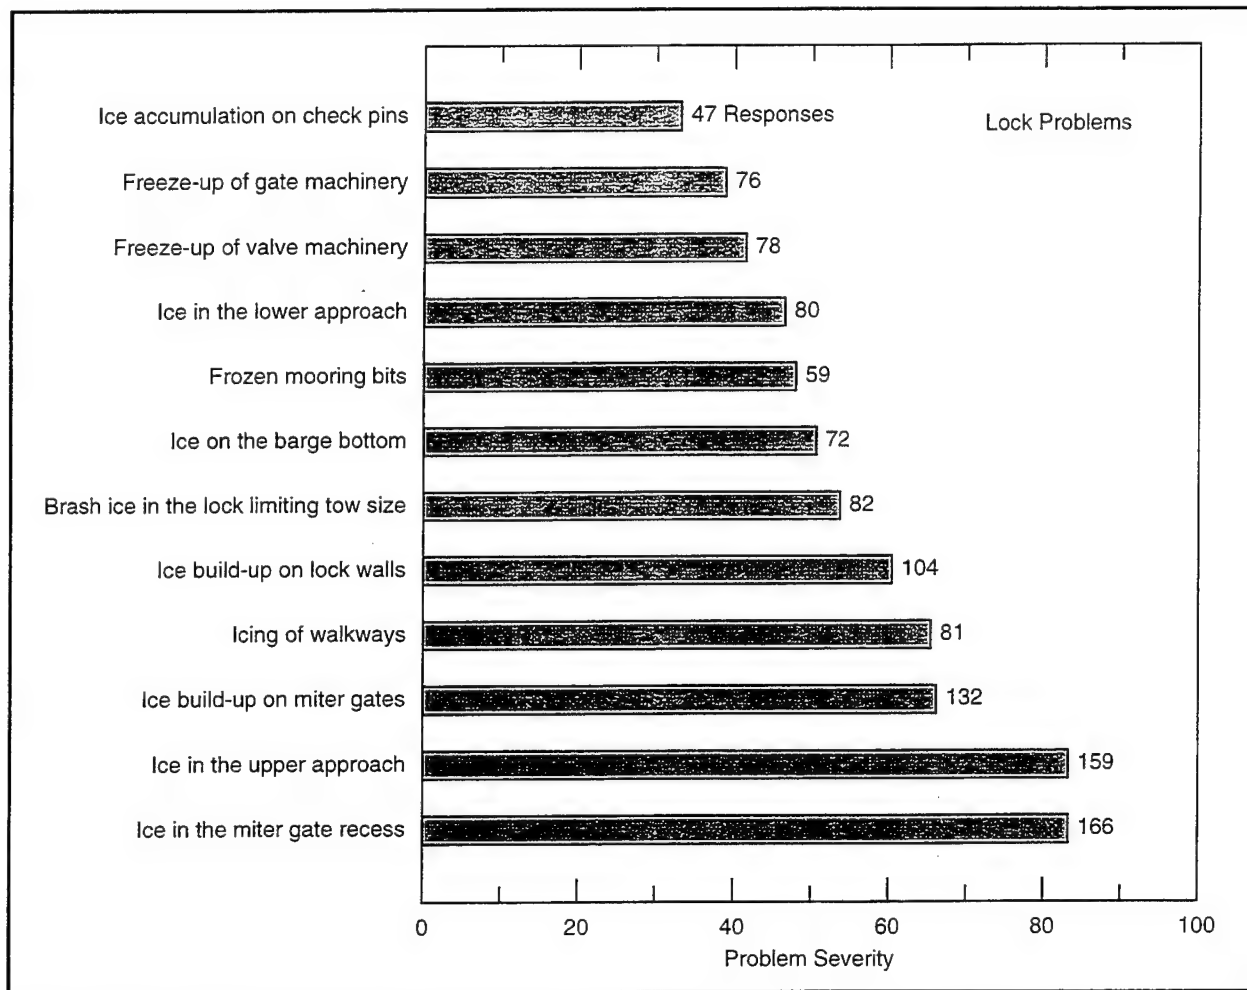 Lock Problems
Ice accumulation on check pins 47 Responses
Freeze-up of gate machinery 76
Freeze-up of valve machinery 78
Ice in the lower approach 80
Frozen mooring bits 59
Ice on the barge bottom 72
Brash ice in the lock limiting tow size 82
Ice build-up on lock walls 104
Icing of walkways 81
Ice build-up on miter gates 132
Ice in the upper approach 159
Ice in the miter gate recess 166
0 20 40 60 80 100
Problem Severity